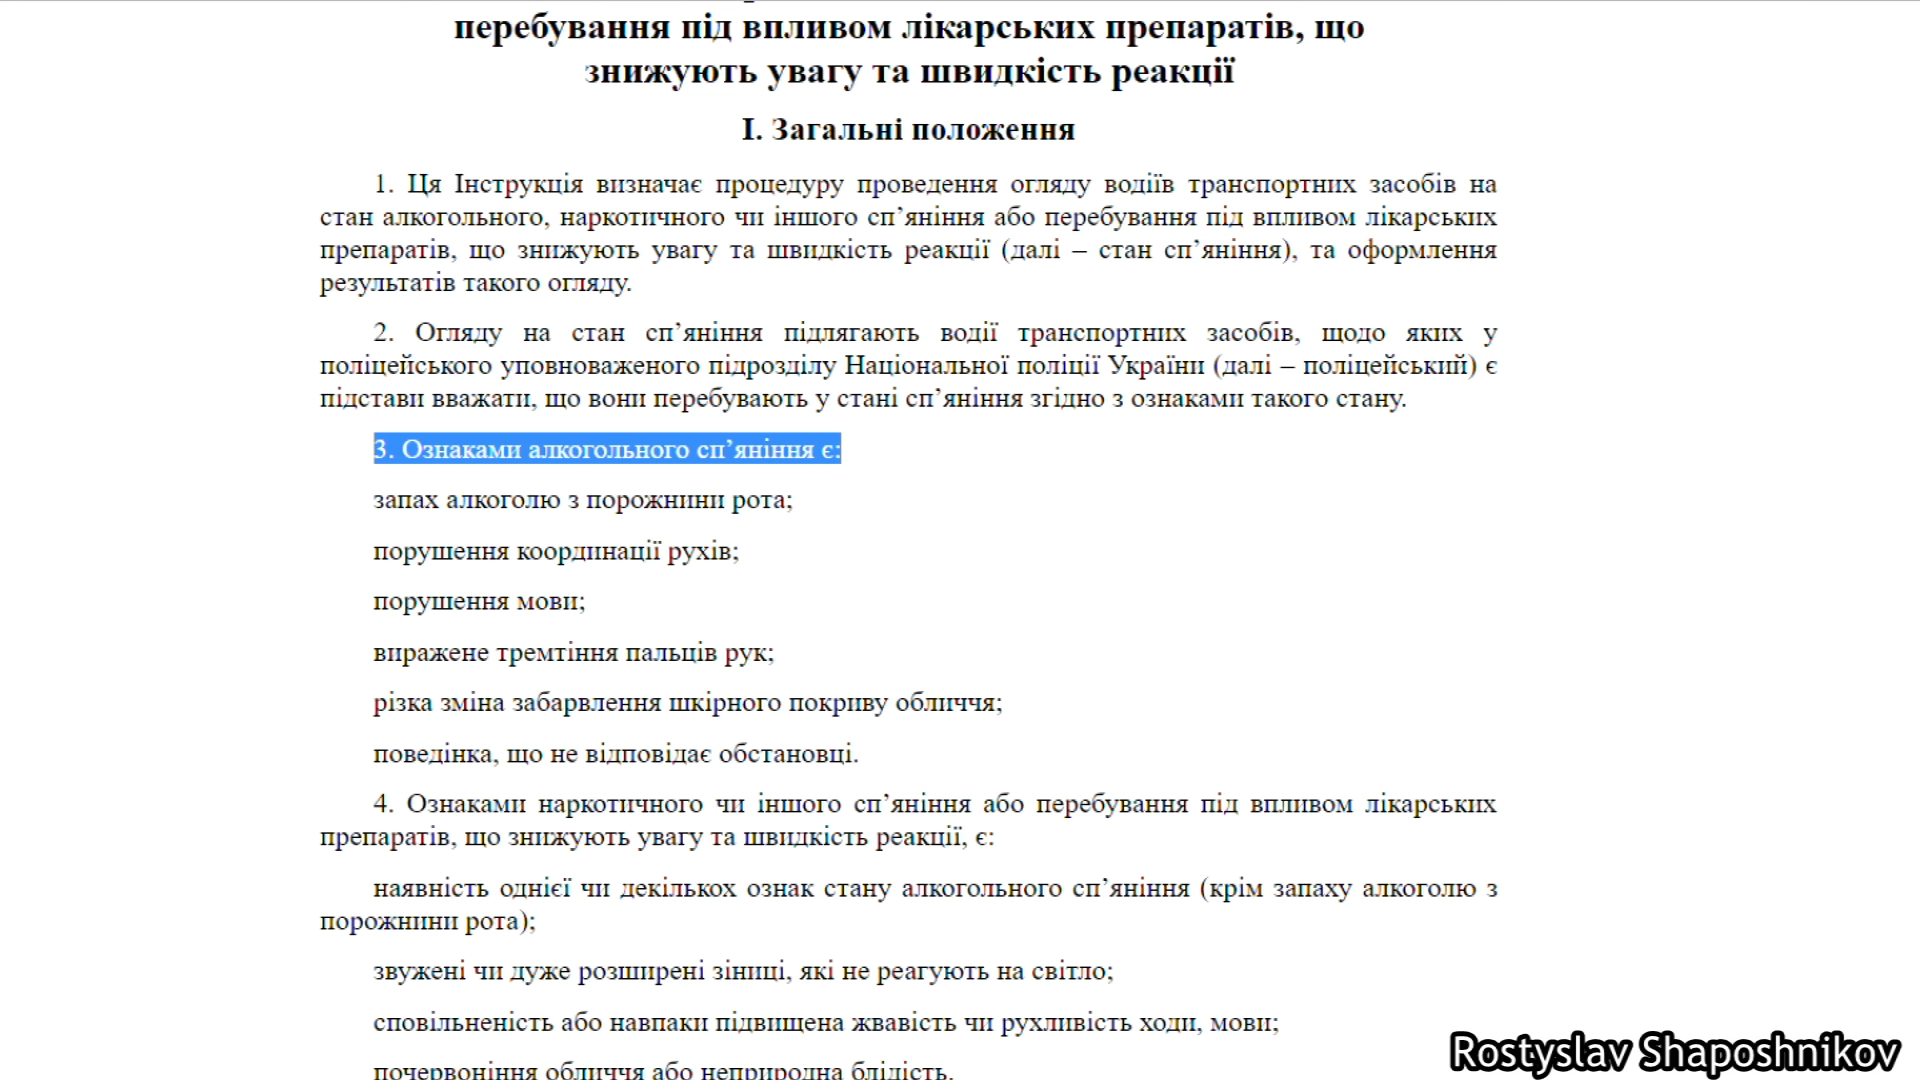 перебування під впливом лікарських препаратів, що
знижують увагу та швидкість реакції
І. Загальні положення
1. Ця Інструкція визначає процедуру проведення огляду водіїв транспортних засобів на
стан алкогольного, наркотичного чи іншого сп’яніння або перебування під впливом лікарських
препаратів, що знижують увагу та швидкість реакції (далі – стан сп’яніння), та оформлення
результатів такого огляду.
2. Огляду на стан сп’яніння підлягають водії транспортних засобів, щодо яких у
поліцейського уповноваженого підрозділу Національної поліції України (далі – поліцейський) є
підстави вважати, що вони перебувають у стані сп’яніння згідно з ознаками такого стану.
3. Ознаками алкогольного сп’яніння є:
запах алкоголю з порожнини рота;
порушення координації рухів;
порушення мови;
виражене тремтіння пальців рук;
різка зміна забарвлення шкірного покриву обличчя;
поведінка, що не відповідає обстановці.
4. Ознаками наркотичного чи іншого сп’яніння або перебування під впливом лікарських
препаратів, що знижують увагу та швидкість реакції, є:
наявність однієї чи декількох ознак стану алкогольного сп’яніння (крім запаху алкоголю з
порожнини рота);
звужені чи дуже розширені зіниці, які не реагують на світло;
сповільненість або навпаки підвищена жвавість чи рухливість ходи, мови;
почервоніння обличчя або неприродна блідість.
Rostyslav Shaposhnikov